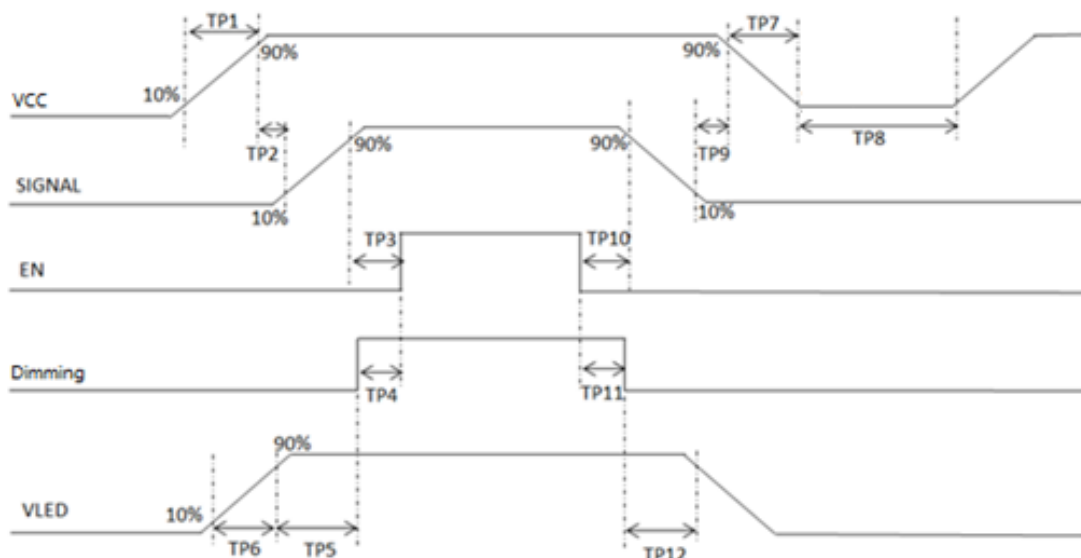 TP1 TP7
90% 90%
10%
VCC
TP2 90% 90% TP9 TP8
SIGNAL
10% 10%
TP3 TP10
EN
Dimming
TP4 TP11
90%
10%
VLED
TP6 TP5 TP12